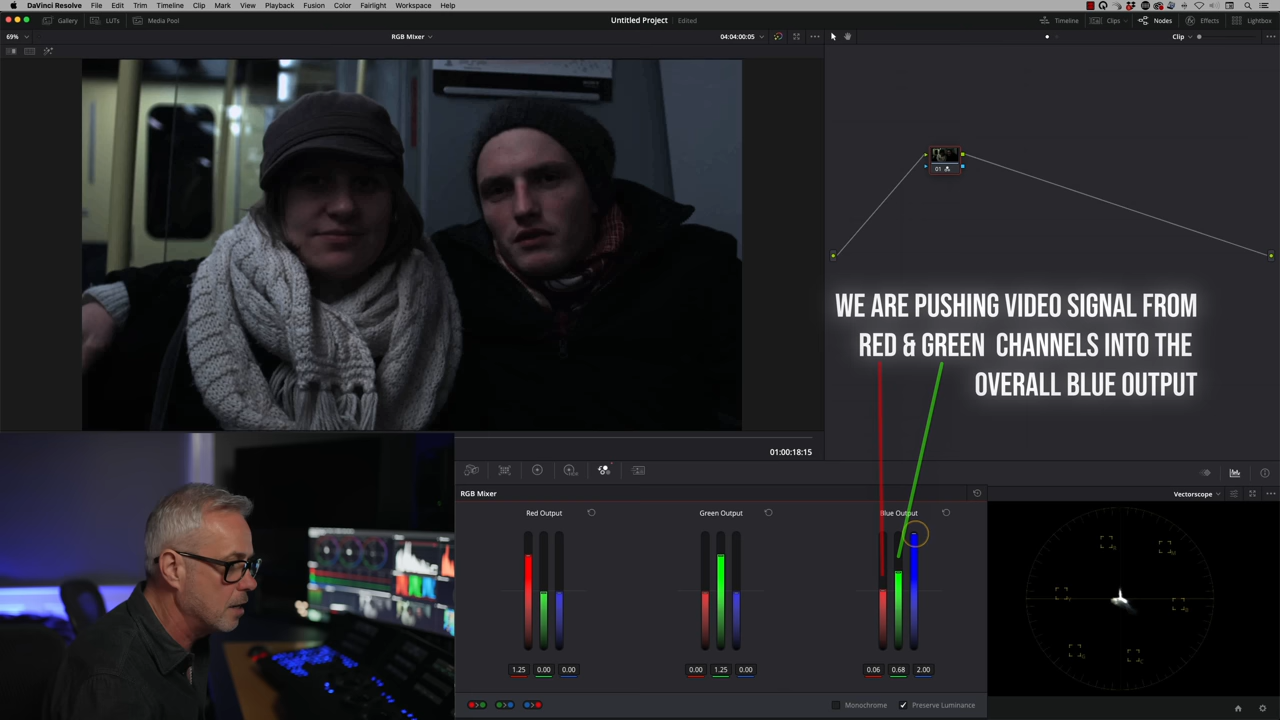 DaVinci Resolve File Edit Trim Timeline Clip Mark View Playback Fusion Color Fairlight Workspace Help
Gallery LUTs Media Pool Untitled Project Edited Timeline Clips Nodes Effects Lightbox
69% RGB Mixer 04:04:00:05 Clip
SONY
01
WE ARE PUSHING VIDEO SIGNAL FROM
RED & GREEN CHANNELS INTO THE
OVERALL BLUE OUTPUT
01:00:18:15
RGB Mixer
Vectorscope
Red Output Green Output Blue Output
1.25 0.00 0.00 0.00 1.25 0.00 0.06 0.68 2.00
Monochrome Preserve Luminance